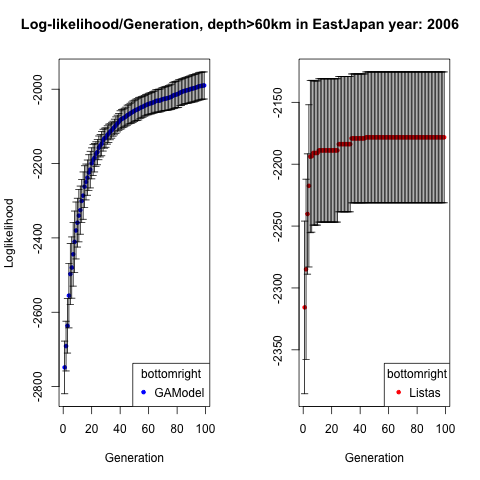 Log-likelihood/Generation, depth>60km in EastJapan year: 2006
Loglikelihood
-2000
-2200
-2400
-2600
-2800
bottomright
GAModel
0 20 40 60 80 100
Generation
-2150
-2200
-2250
-2300
-2350
bottomright
Listas
0 20 40 60 80 100
Generation